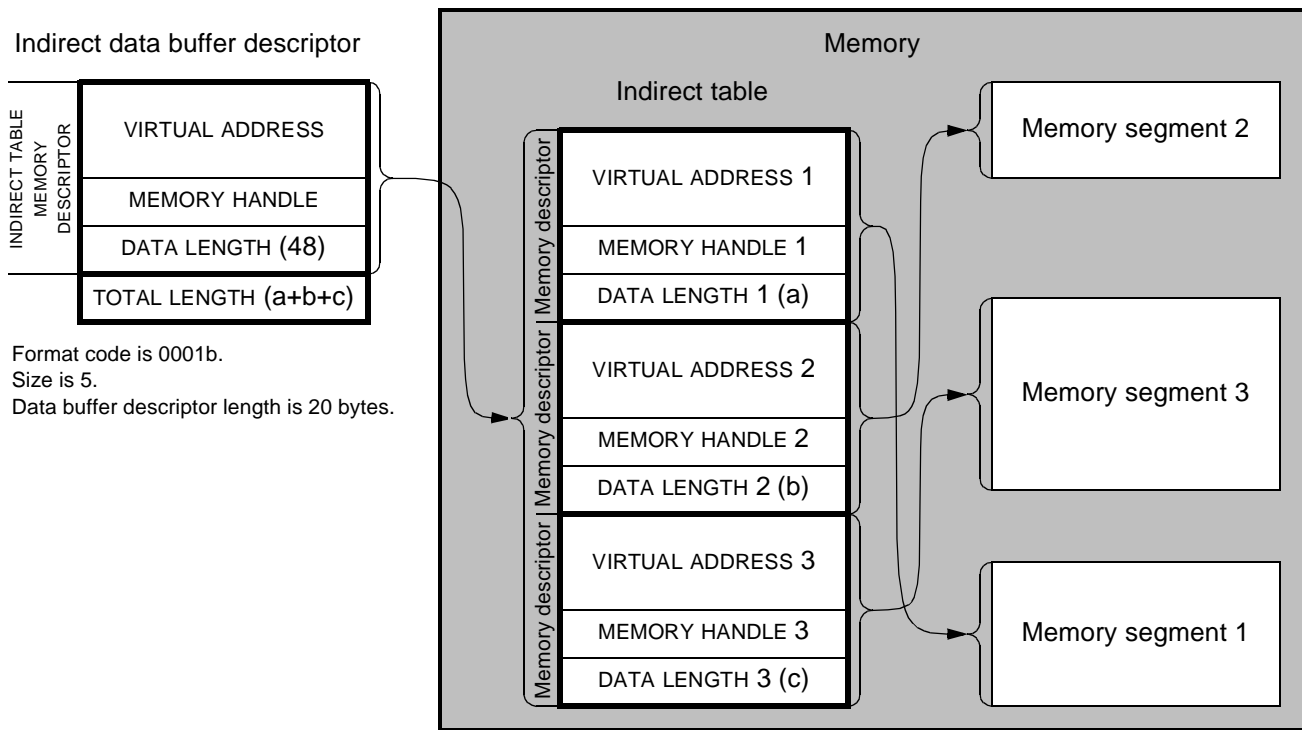 Indirect data buffer descriptor
INDIRECT TABLE
MEMORY
DESCRIPTOR
VIRTUAL ADDRESS
MEMORY HANDLE
DATA LENGTH (48)
TOTAL LENGTH (a+b+c)
Format code is 0001b.
Size is 5.
Data buffer descriptor length is 20 bytes.
Memory
Indirect table
Memory descriptor
VIRTUAL ADDRESS 1
MEMORY HANDLE 1
DATA LENGTH 1 (a)
Memory descriptor
VIRTUAL ADDRESS 2
MEMORY HANDLE 2
DATA LENGTH 2 (b)
Memory descriptor
VIRTUAL ADDRESS 3
MEMORY HANDLE 3
DATA LENGTH 3 (c)
Memory segment 2
Memory segment 3
Memory segment 1